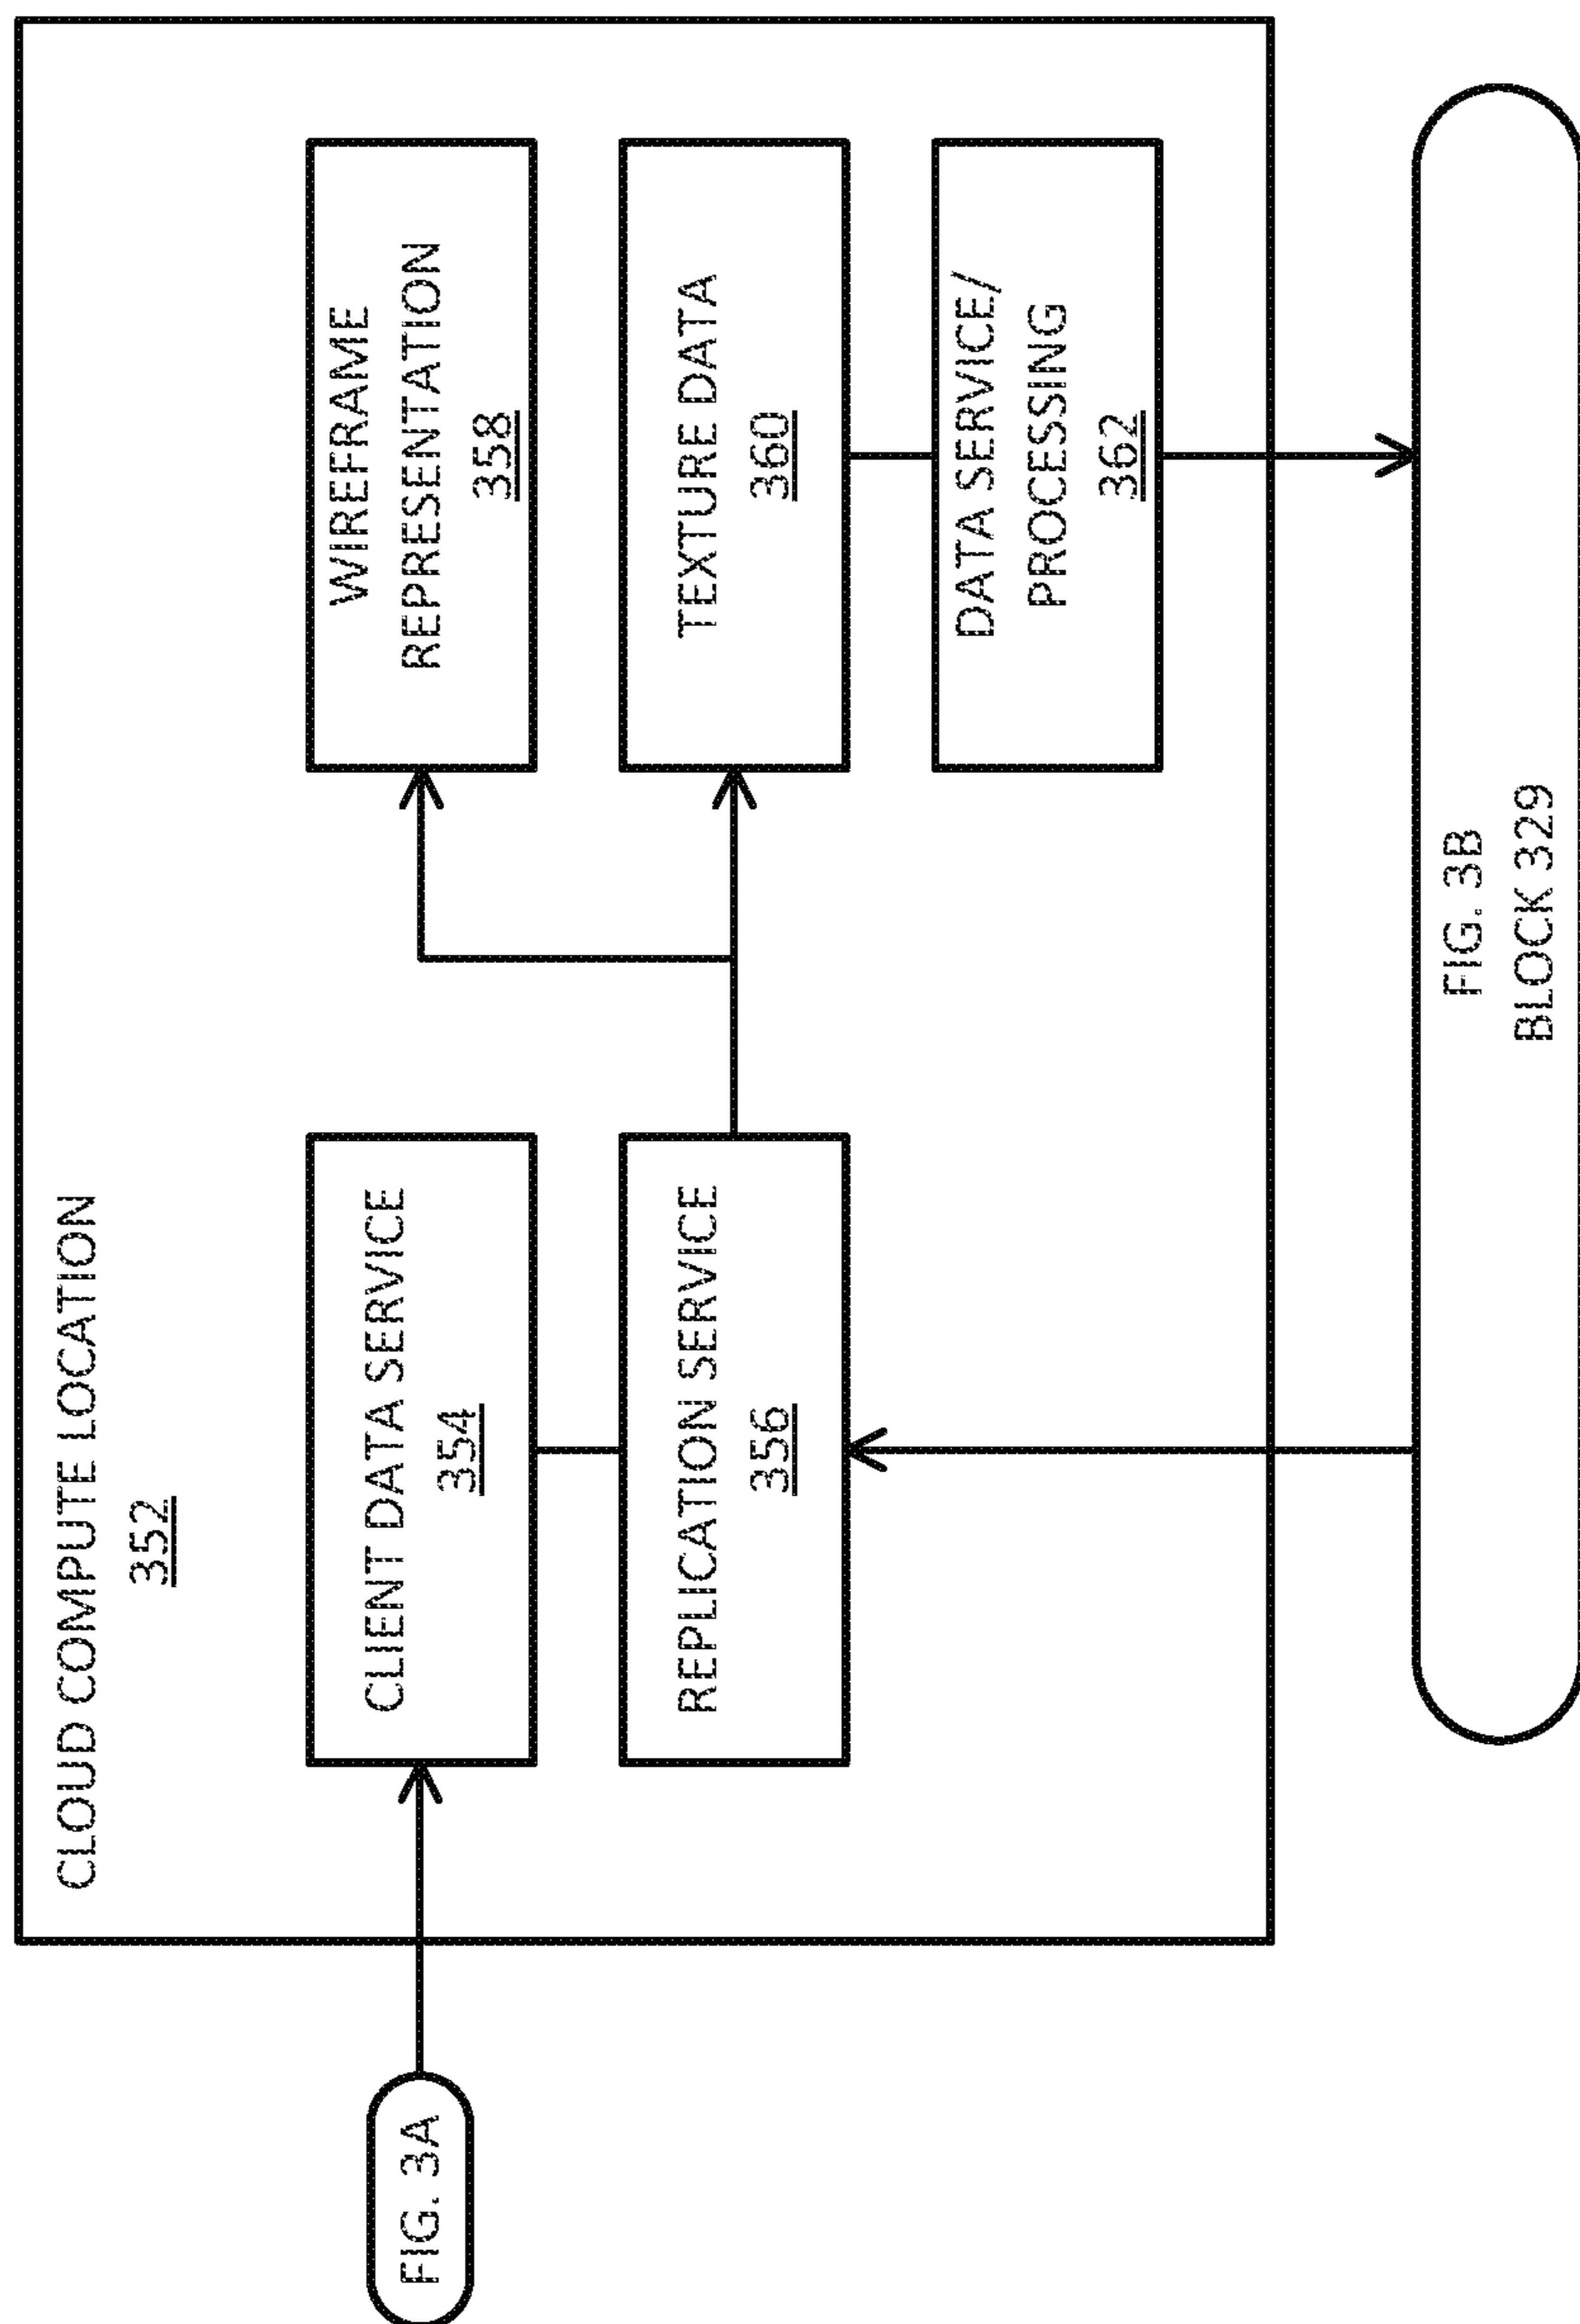 CLOUD COMPUTE LOCATION
352
FIG. 3A
CLIENT DATA SERVICE
354
REPLICATION SERVICE
356
WIREFRAME
REPRESENTATION
358
TEXTURE DATA
360
DATA SERVICE/
PROCESSING
362
FIG. 3B
BLOCK 329